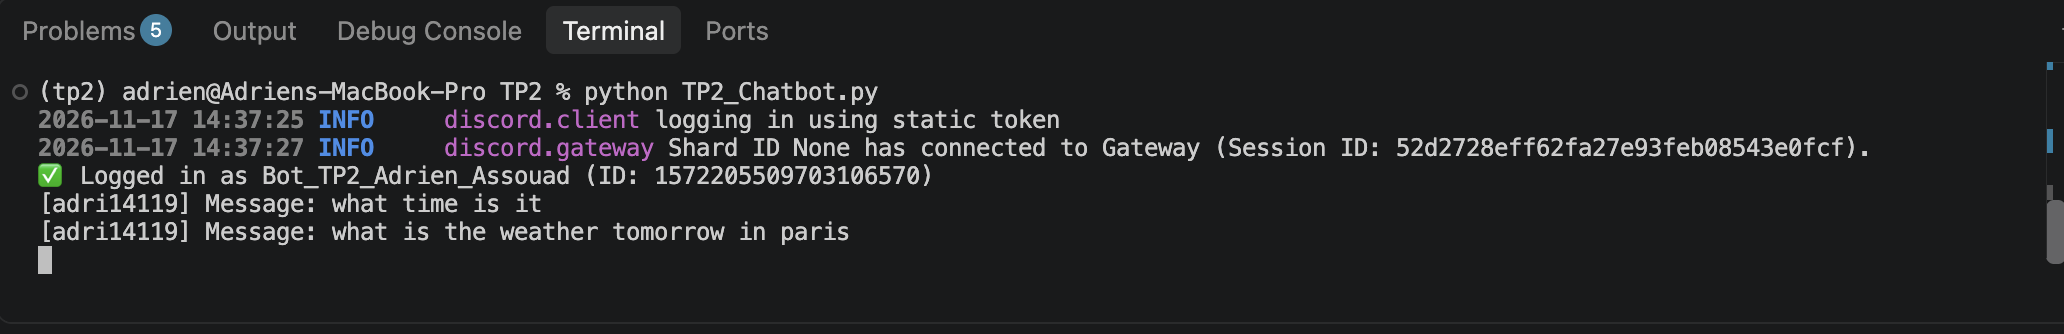 Problems 5 Output Debug Console Terminal Ports
(tp2) adrien@Adriens-MacBook-Pro TP2 % python TP2_Chatbot.py
2026-11-17 14:37:25 INFO     discord.client logging in using static token
2026-11-17 14:37:27 INFO     discord.gateway Shard ID None has connected to Gateway (Session ID: 52d2728eff62fa27e93feb08543e0fcf).
✅ Logged in as Bot_TP2_Adrien_Assouad (ID: 1572205509703106570)
[adri14119] Message: what time is it
[adri14119] Message: what is the weather tomorrow in paris